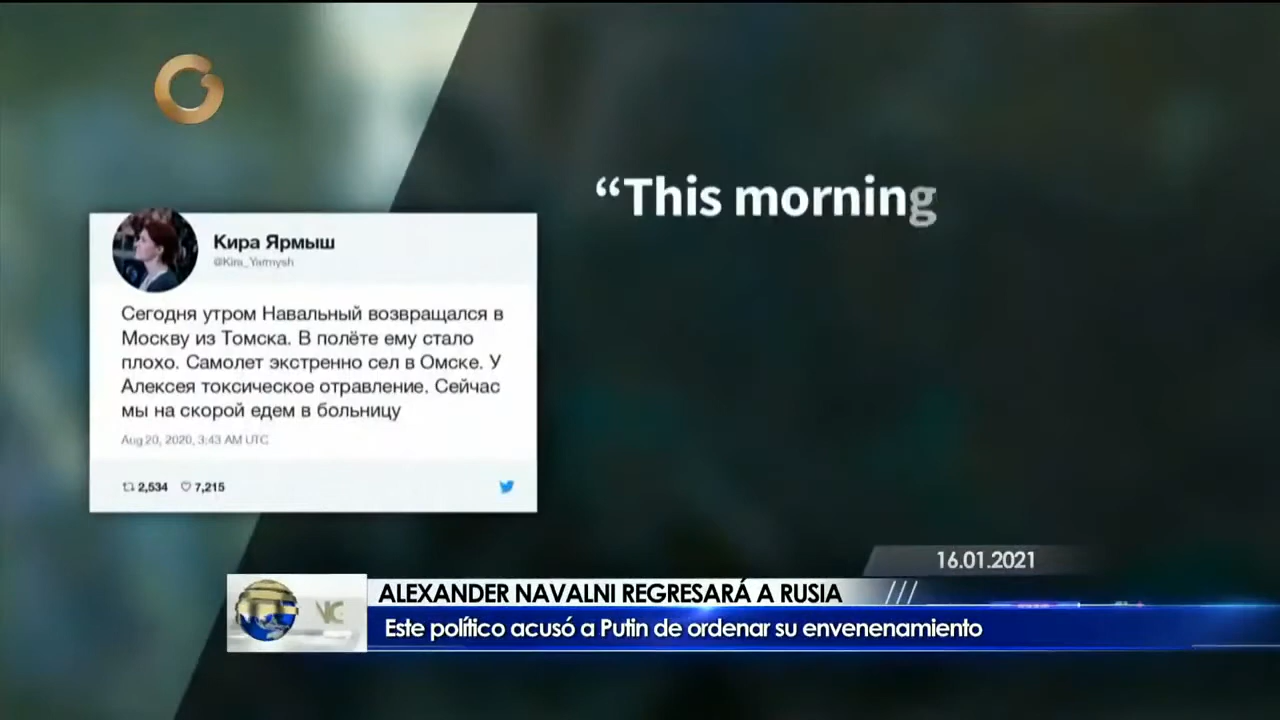 “This morning
Кира Ярмыш
@Kira_Yarmysh
Сегодня утром Навальный возвращался в
Москву из Томска. В полёте ему стало
плохо. Самолет экстренно сел в Омске. У
Алексея токсическое отравление. Сейчас
мы на скорой едем в больницу
Aug 20, 2020, 3:43 AM UTC
2,534 7,215
16.01.2021
VC
ALEXANDER NAVALNI REGRESARÁ A RUSIA
Este político acusó a Putin de ordenar su envenenamiento